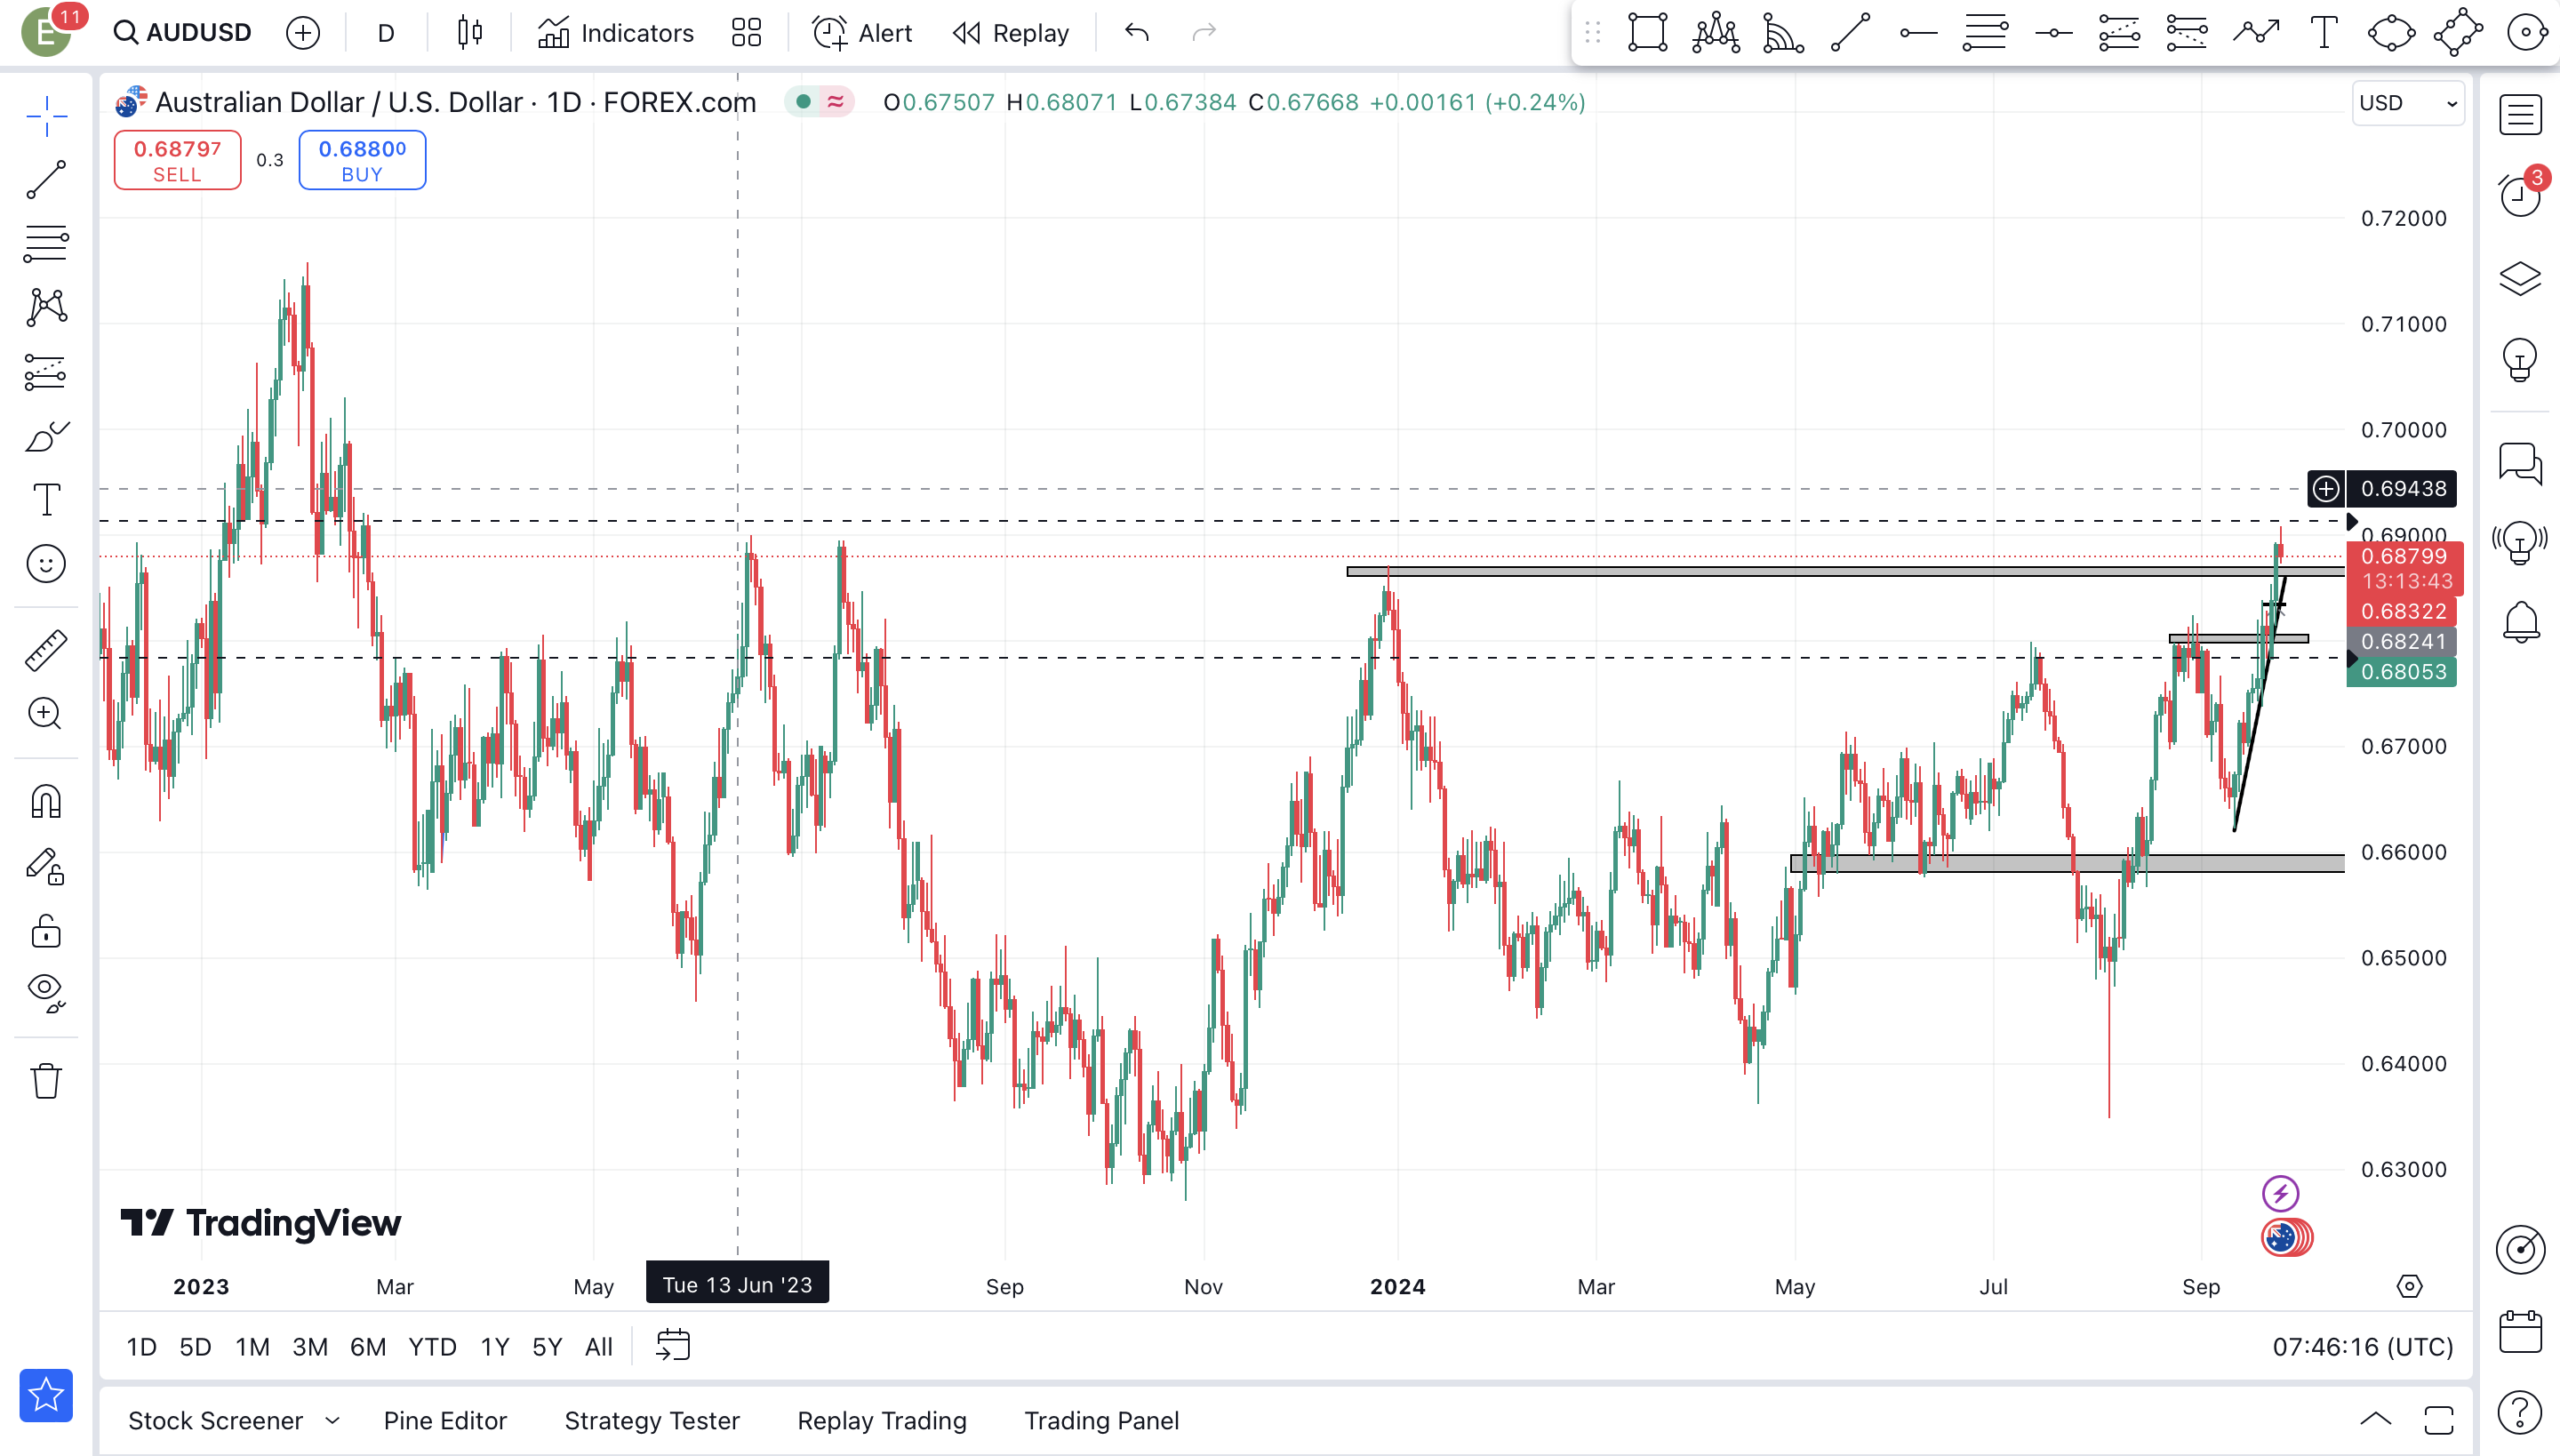 E 11 AUDUSD D Indicators Alert Replay T
Australian Dollar / U.S. Dollar · 1D · FOREX.com ≈ O0.67507 H0.68071 L0.67384 C0.67668 +0.00161 (+0.24%) USD
0.68797 0.3 0.68800
SELL BUY
3
0.72000
0.71000
0.70000
0.69438
0.69000
0.68799
13:13:43
0.68322
0.68241
0.68053
0.67000
0.66000
0.65000
0.64000
0.63000
TradingView
2023 Mar May Tue 13 Jun '23 Sep Nov 2024 Mar May Jul Sep
1D 5D 1M 3M 6M YTD 1Y 5Y All 07:46:16 (UTC)
Stock Screener Pine Editor Strategy Tester Replay Trading Trading Panel